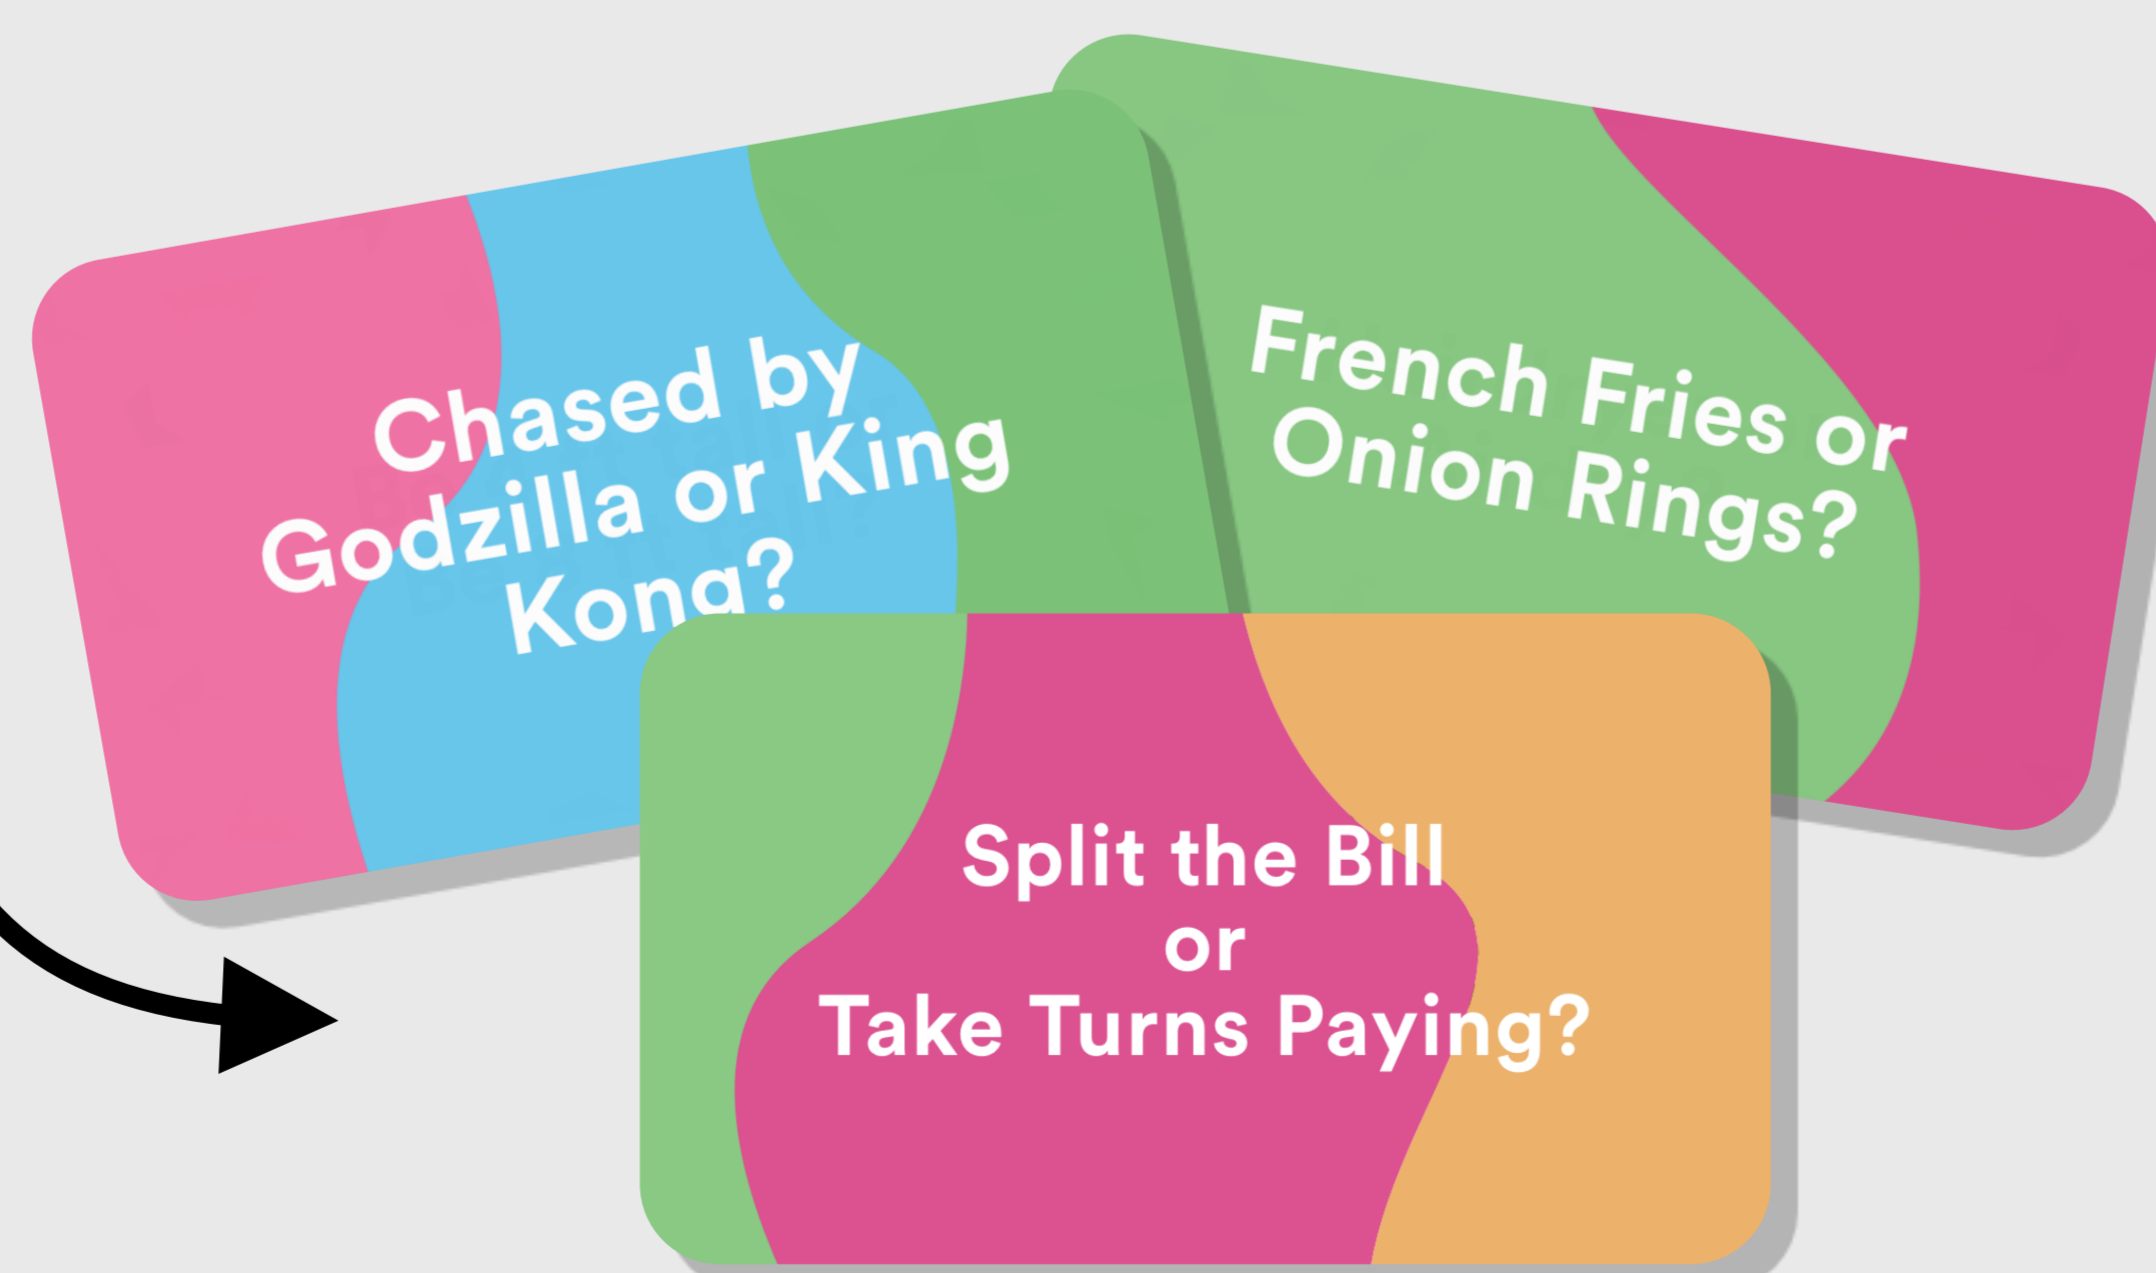 Chased by
Godzilla or King
Kong?
French Fries or
Onion Rings?
Split the Bill
or
Take Turns Paying?